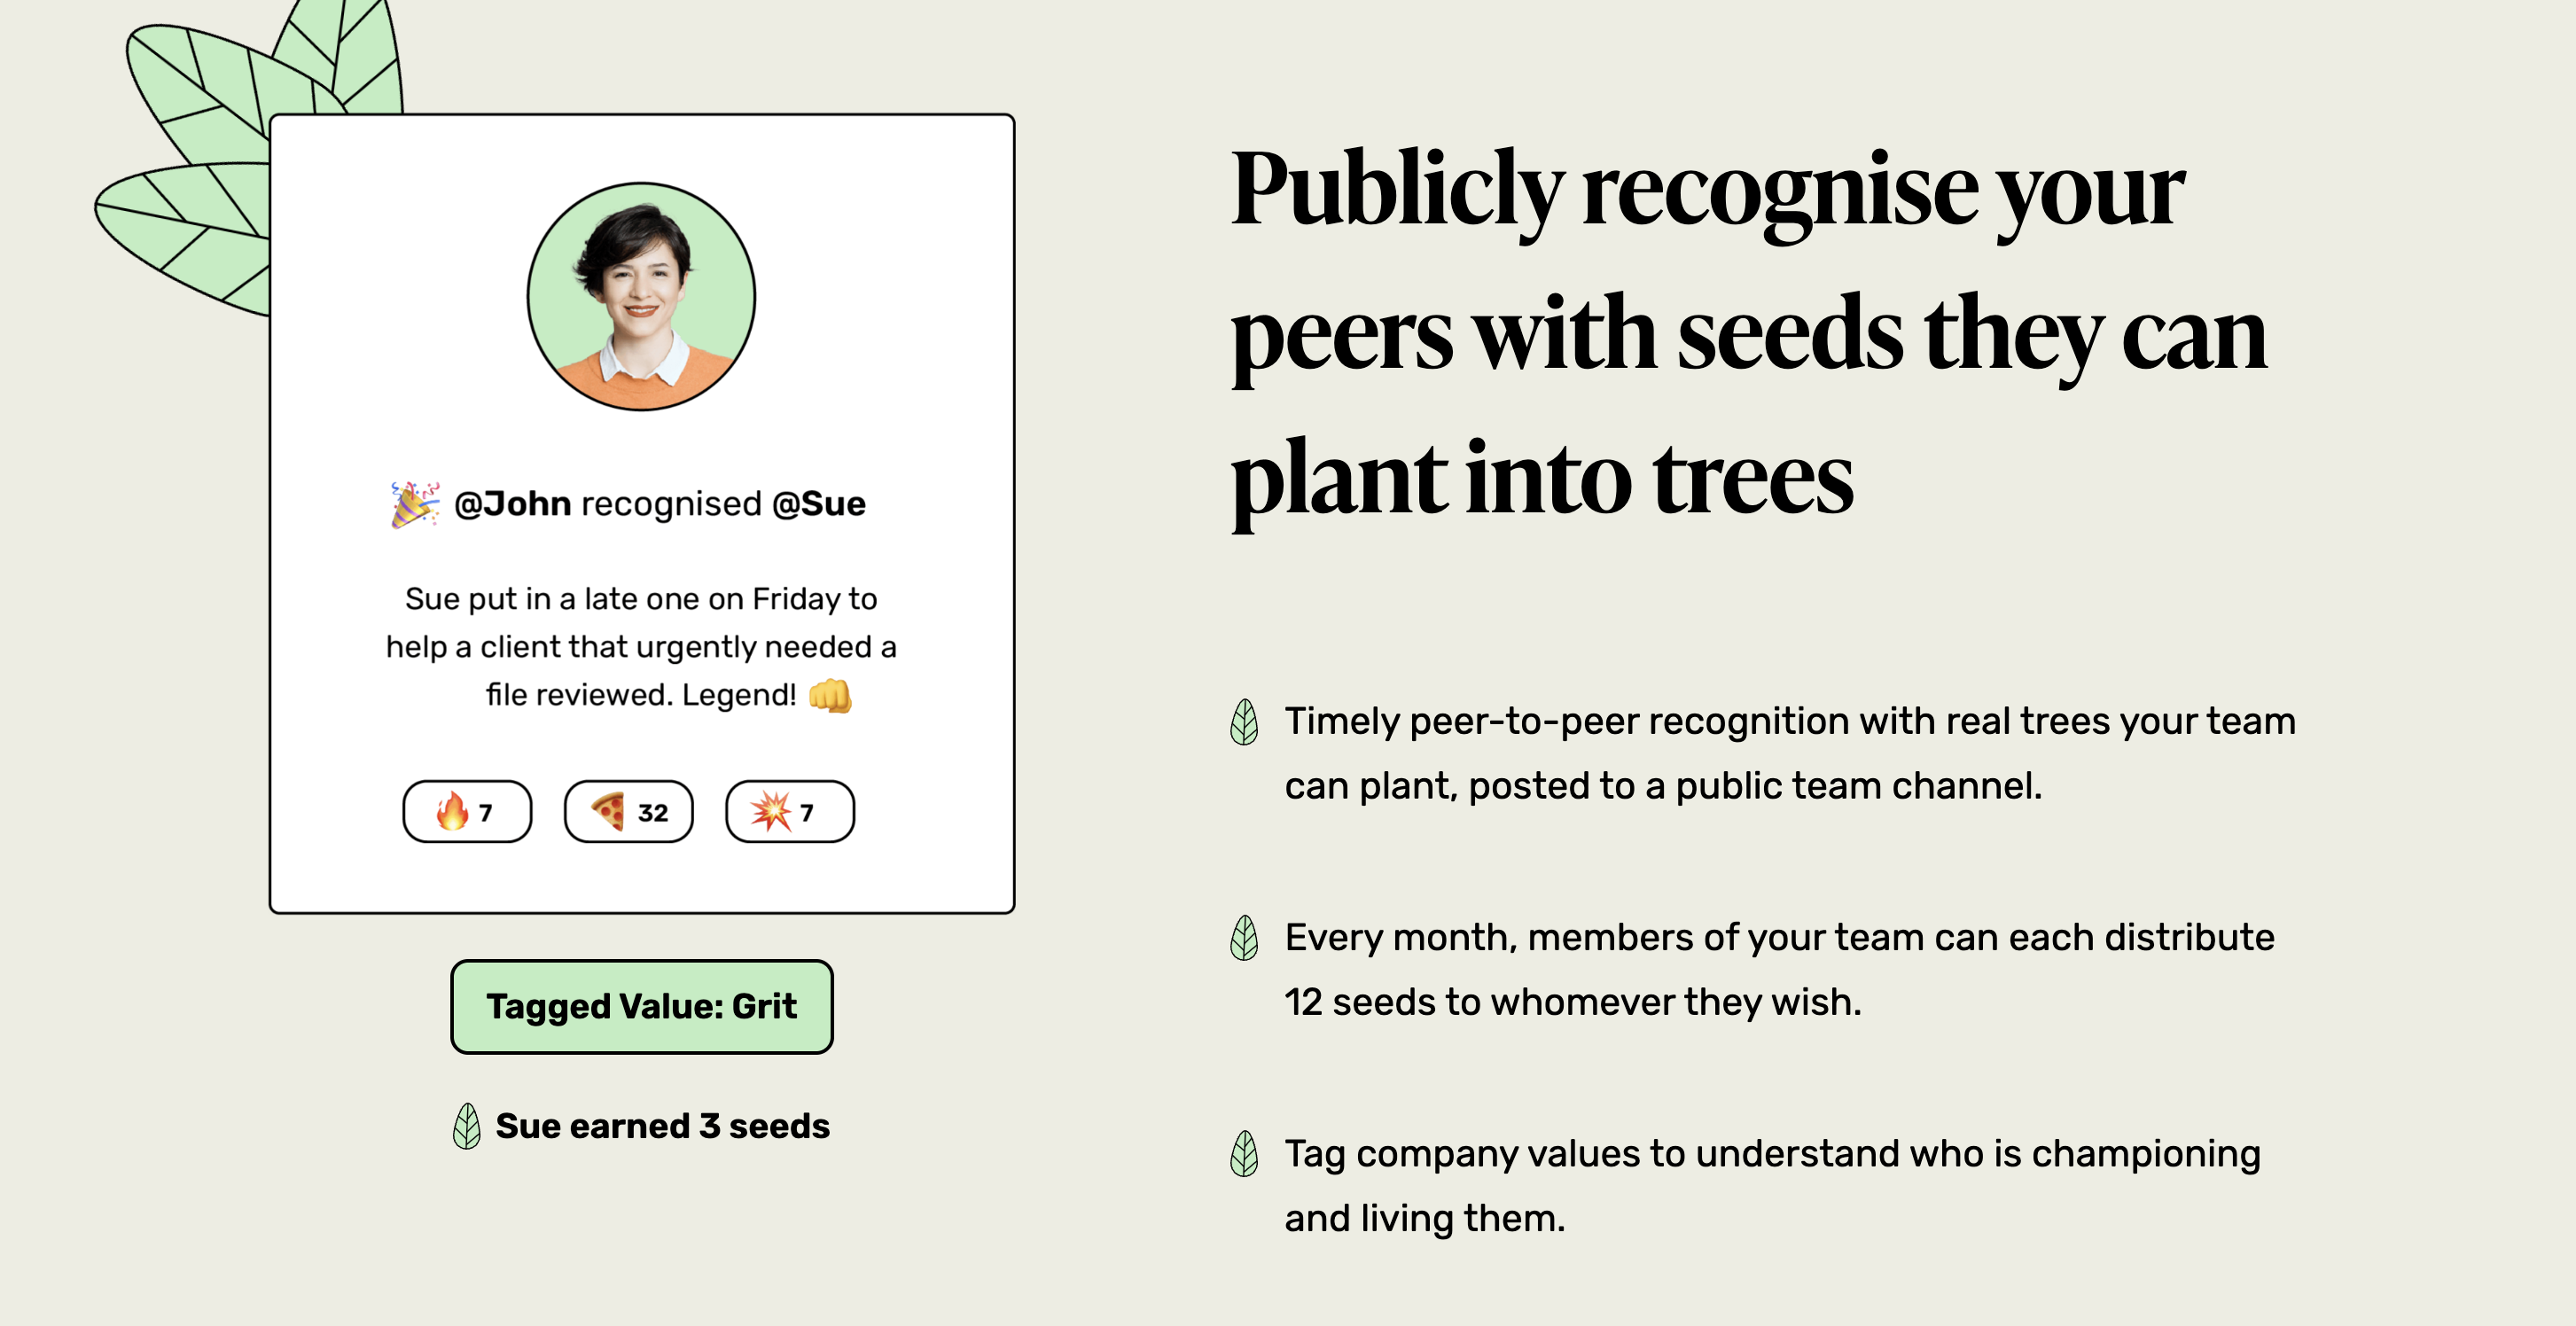 @John recognised @Sue
Sue put in a late one on Friday to
help a client that urgently needed a
file reviewed. Legend! 👊
🔥 7 🍕 32 💥 7
Tagged Value: Grit
Sue earned 3 seeds
Publicly recognise your
peers with seeds they can
plant into trees
Timely peer-to-peer recognition with real trees your team
can plant, posted to a public team channel.
Every month, members of your team can each distribute
12 seeds to whomever they wish.
Tag company values to understand who is championing
and living them.